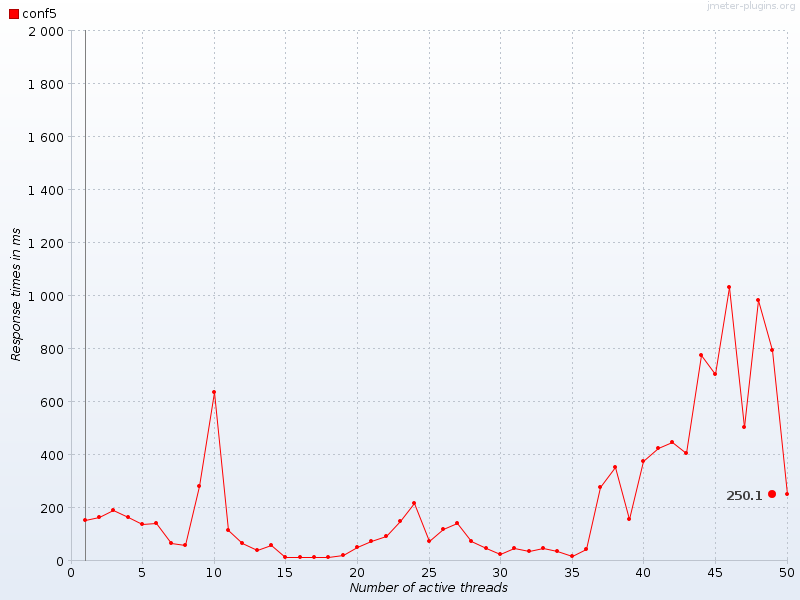 jmeter-plugins.org
conf5
2 000
1 800
1 600
1 400
1 200
1 000
800
600
400
200
0
Response times in ms
250.1
0 5 10 15 20 25 30 35 40 45 50
Number of active threads